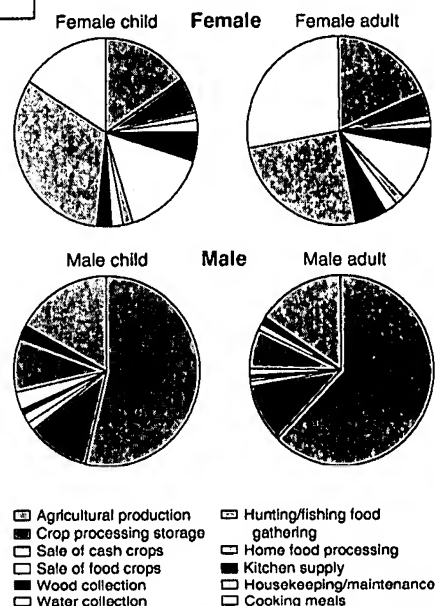 Female child Female Female adult
Male child Male Male adult
Agricultural production
Crop processing storage
Sale of cash crops
Sale of food crops
Wood collection
Water collection
Hunting/fishing food
gathering
Home food processing
Kitchen supply
Housekeeping/maintenance
Cooking meals